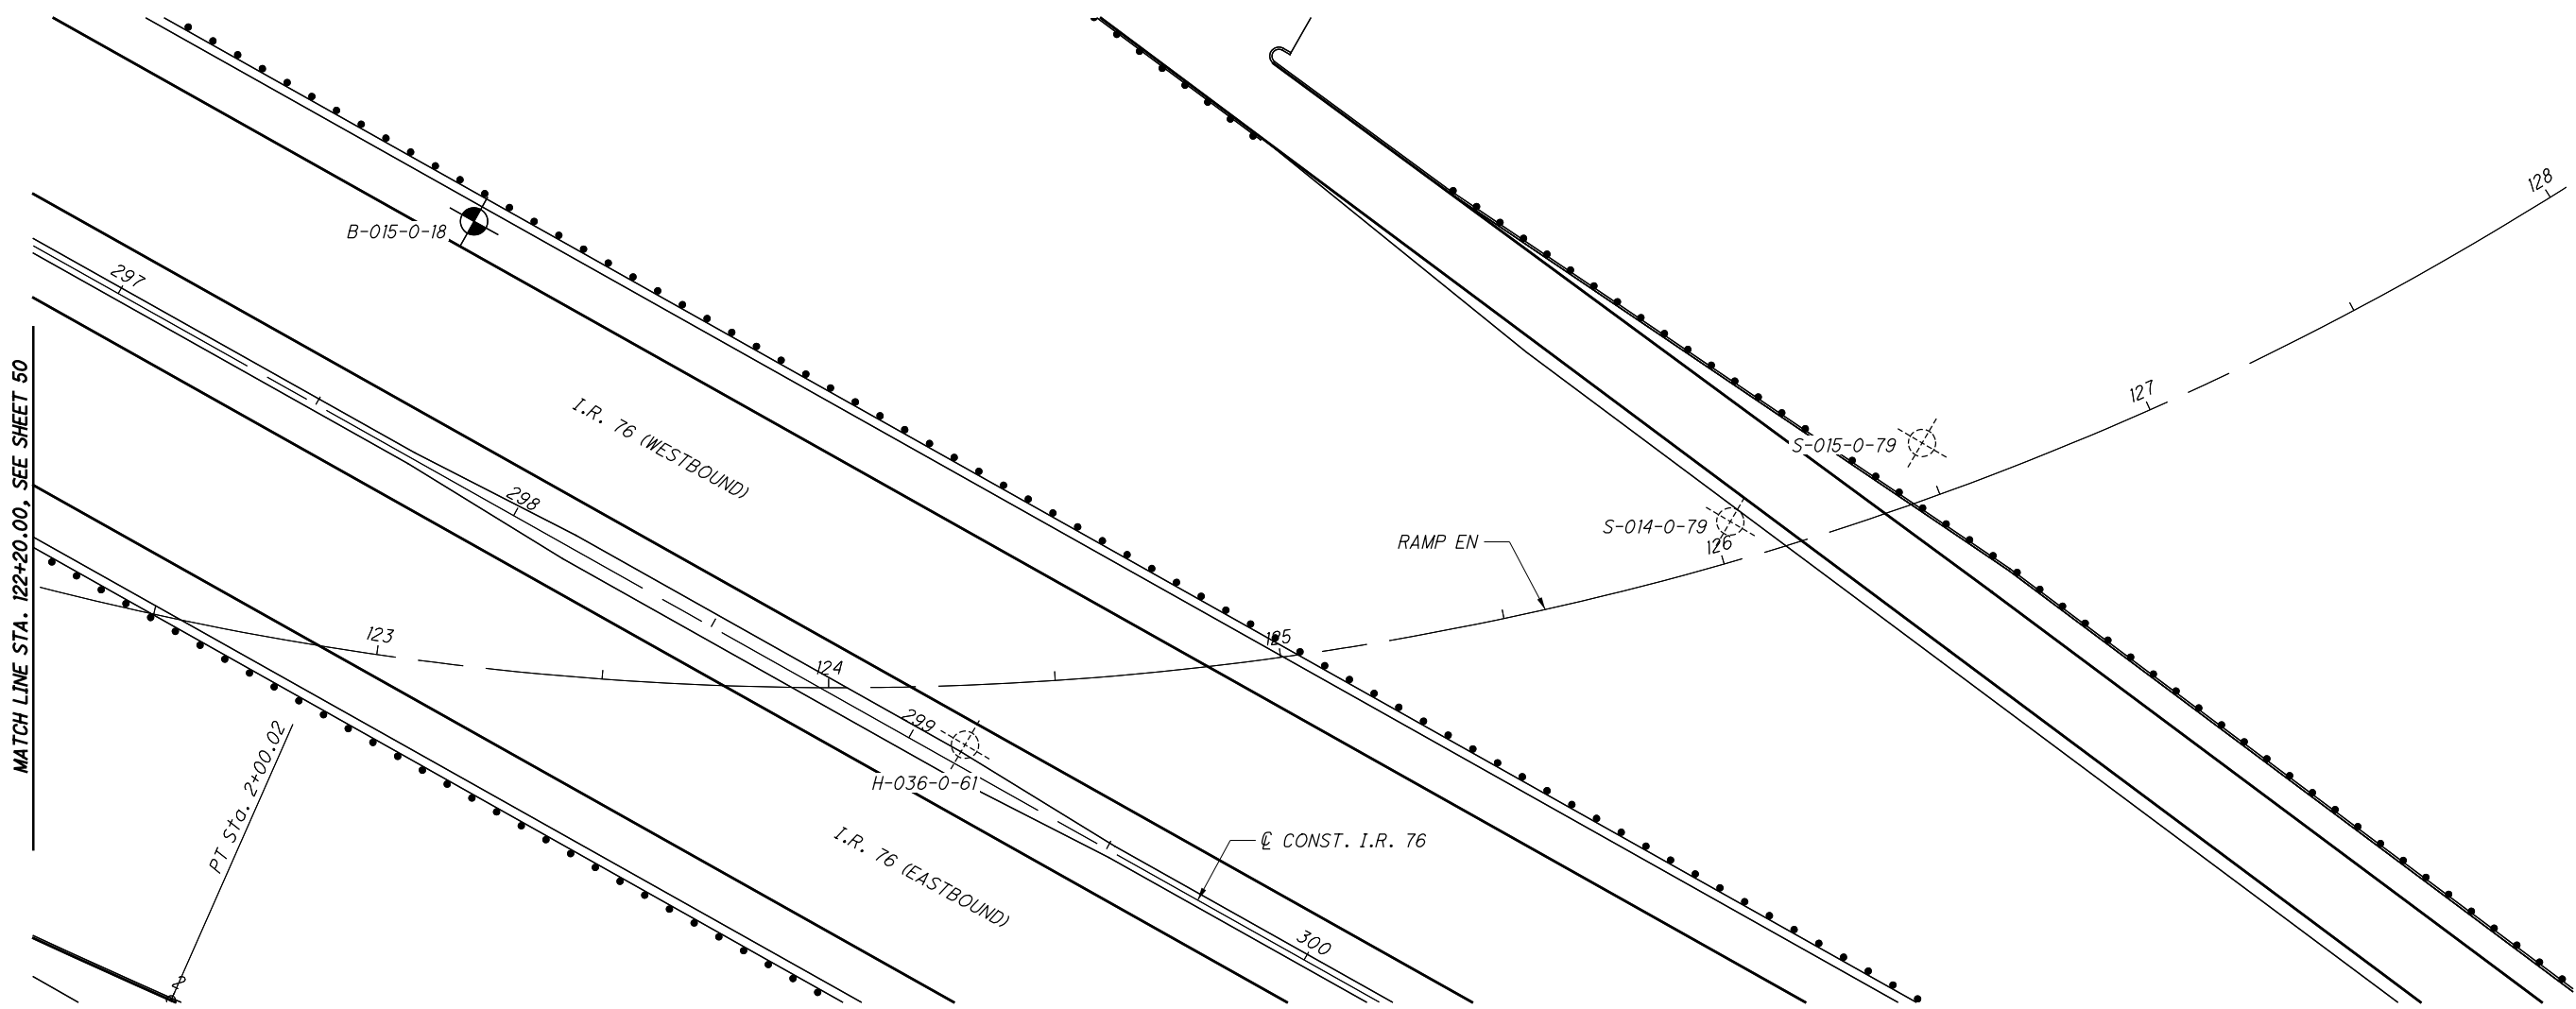 128
B-015-0-18
297
MATCH LINE STA. 122+20.00, SEE SHEET 50
127
I.R. 76 (WESTBOUND)
S-015-0-79
298
S-014-0-79
RAMP EN
126
123
125
124
299
PT Sta. 2+00.02
H-036-0-61
I.R. 76 (EASTBOUND)
℄ CONST. I.R. 76
300
2